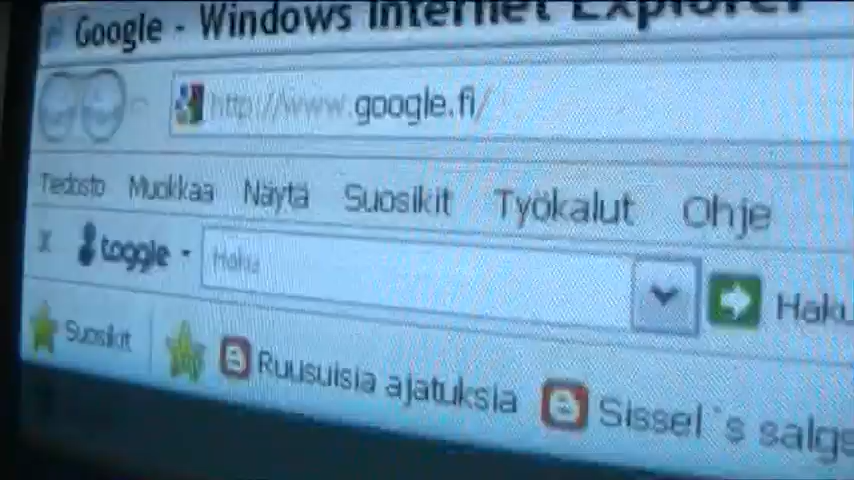 Google - Windows Internet Explorer
http://www.google.fi/
Tiedosto Muokkaa Näytä Suosikit Työkalut Ohje
x toggle Haku Haku
Suosikit Ruusuisia ajatuksia Sissel´s salgs